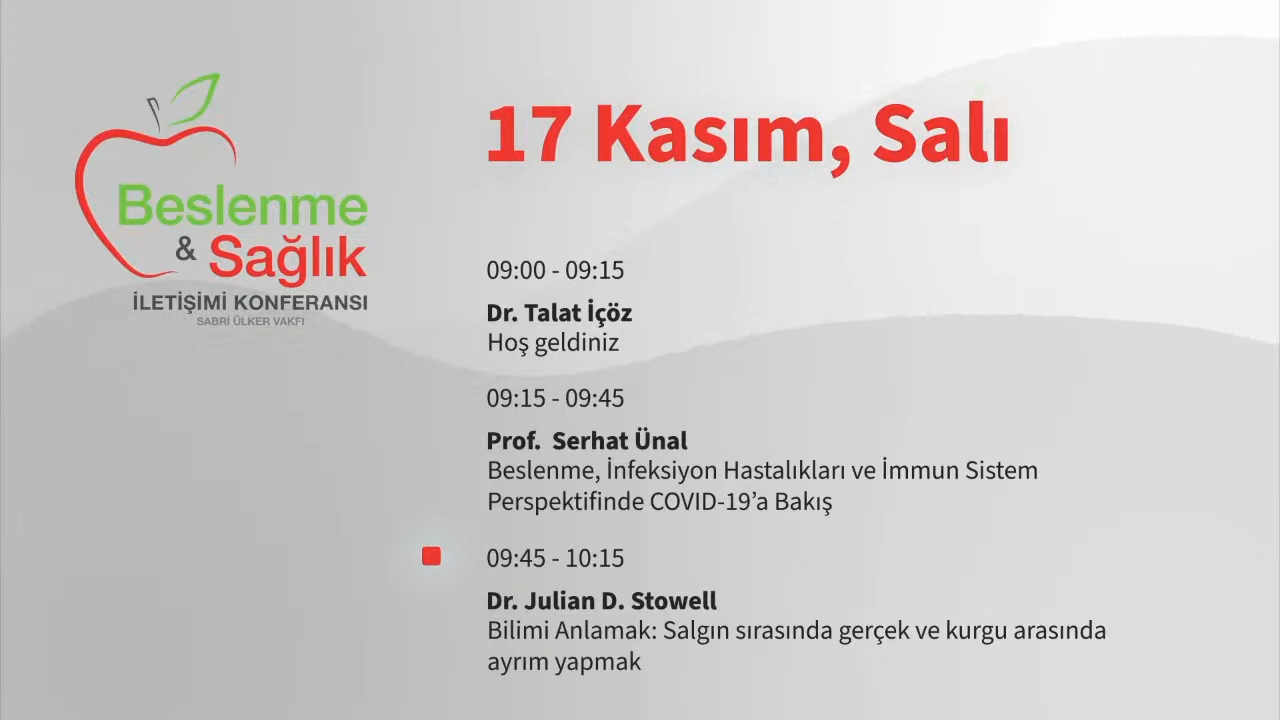 Beslenme
& Sağlık
İLETİŞİMİ KONFERANSI
SABRİ ÜLKER VAKFI
17 Kasım, Salı
09:00 - 09:15
Dr. Talat İçöz
Hoş geldiniz
09:15 - 09:45
Prof. Serhat Ünal
Beslenme, İnfeksiyon Hastalıkları ve İmmun Sistem
Perspektifinde COVID-19’a Bakış
09:45 - 10:15
Dr. Julian D. Stowell
Bilimi Anlamak: Salgın sırasında gerçek ve kurgu arasında
ayrım yapmak